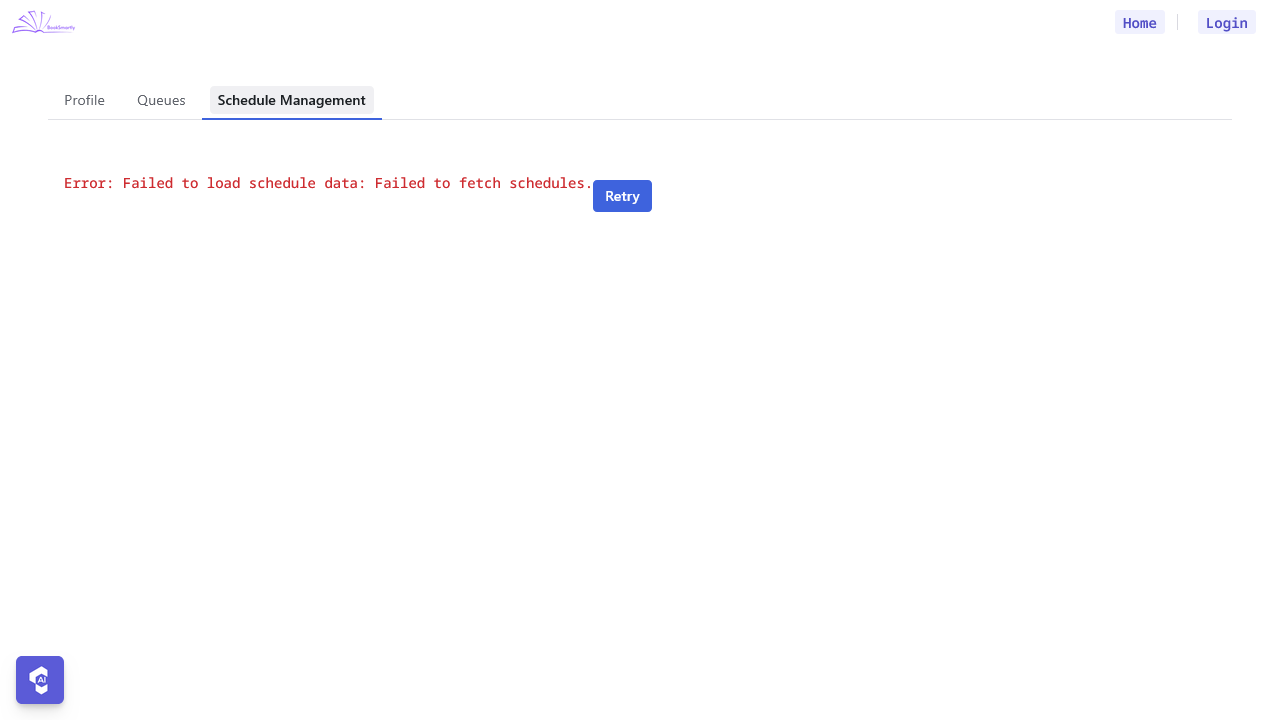 BookSmartly
Home
Login
Profile
Queues
Schedule Management
Error: Failed to load schedule data: Failed to fetch schedules.
Retry
AI